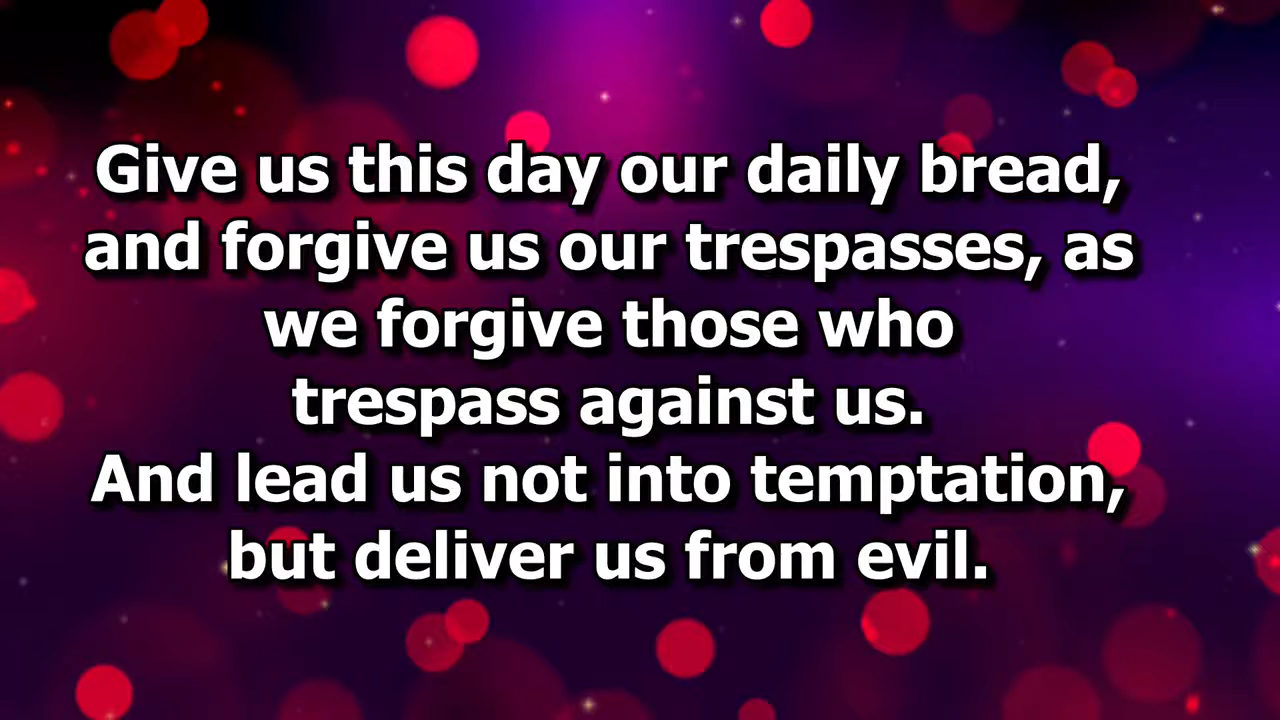 Give us this day our daily bread,
and forgive us our trespasses, as
we forgive those who
trespass against us.
And lead us not into temptation,
but deliver us from evil.